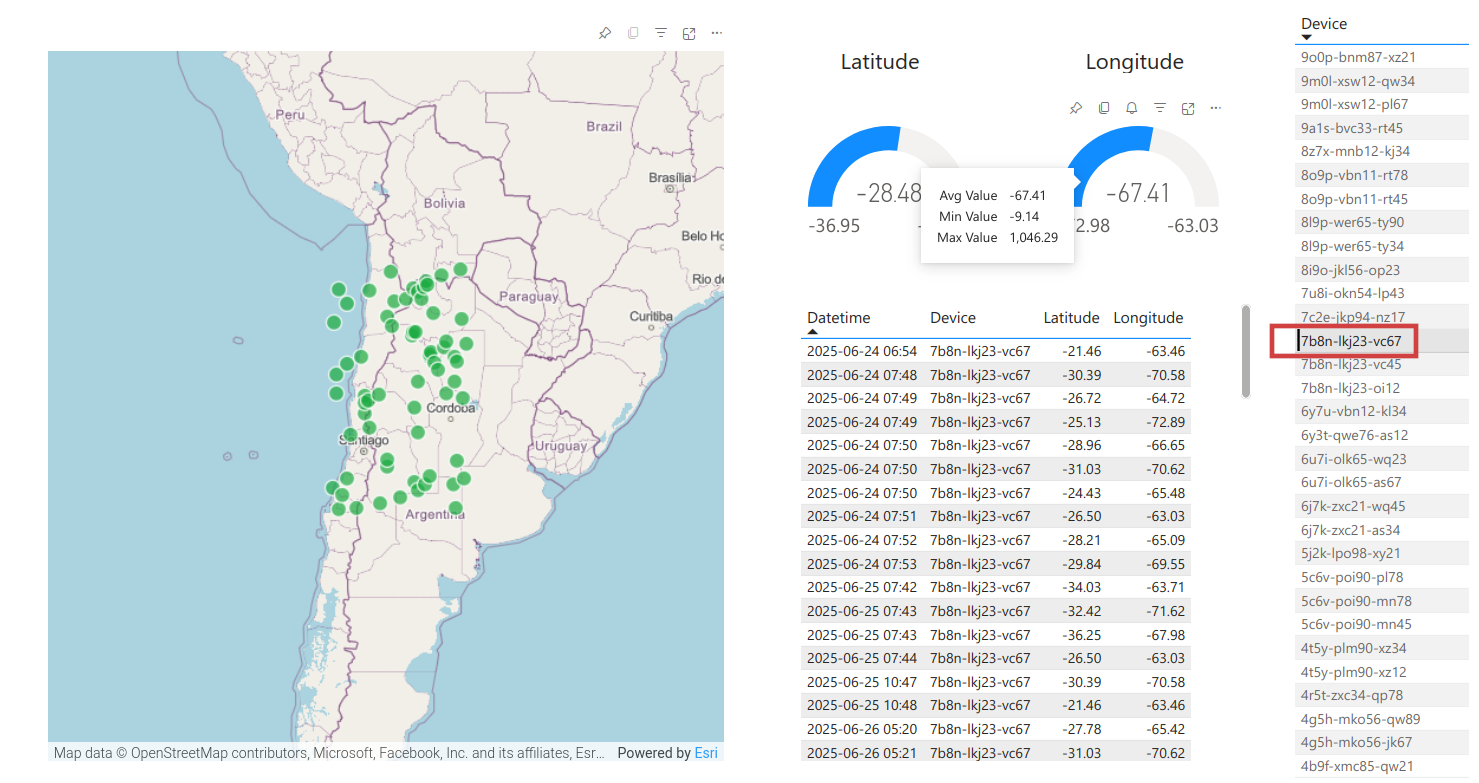 Peru
Brazil
Brasília
Bolivia
Belo Ho
Rio de
Paraguay
Curitiba
Cordoba
Santiago
Uruguay
Argentina
Map data © OpenStreetMap contributors, Microsoft, Facebook, Inc. and its affiliates, Esr... Powered by Esri
Latitude Longitude
-28.48 -67.41
-36.95 - 2.98 -63.03
Avg Value -67.41
Min Value -9.14
Max Value 1,046.29
Datetime Device Latitude Longitude
2025-06-24 06:54 7b8n-lkj23-vc67 -21.46 -63.46
2025-06-24 07:48 7b8n-lkj23-vc67 -30.39 -70.58
2025-06-24 07:49 7b8n-lkj23-vc67 -26.72 -64.72
2025-06-24 07:49 7b8n-lkj23-vc67 -25.13 -72.89
2025-06-24 07:50 7b8n-lkj23-vc67 -28.96 -66.65
2025-06-24 07:50 7b8n-lkj23-vc67 -31.03 -70.62
2025-06-24 07:50 7b8n-lkj23-vc67 -24.43 -65.48
2025-06-24 07:51 7b8n-lkj23-vc67 -26.50 -63.03
2025-06-24 07:52 7b8n-lkj23-vc67 -28.21 -65.09
2025-06-24 07:53 7b8n-lkj23-vc67 -29.84 -69.55
2025-06-25 07:42 7b8n-lkj23-vc67 -34.03 -63.71
2025-06-25 07:43 7b8n-lkj23-vc67 -32.42 -71.62
2025-06-25 07:43 7b8n-lkj23-vc67 -36.25 -67.98
2025-06-25 07:44 7b8n-lkj23-vc67 -26.50 -63.03
2025-06-25 10:47 7b8n-lkj23-vc67 -30.39 -70.58
2025-06-25 10:48 7b8n-lkj23-vc67 -21.46 -63.46
2025-06-26 05:20 7b8n-lkj23-vc67 -27.78 -65.42
2025-06-26 05:21 7b8n-lkj23-vc67 -31.03 -70.62
Device
9o0p-bnm87-xz21
9m0l-xsw12-qw34
9m0l-xsw12-pl67
9a1s-bvc33-rt45
8z7x-mnb12-kj34
8o9p-vbn11-rt78
8o9p-vbn11-rt45
8l9p-wer65-ty90
8l9p-wer65-ty34
8i9o-jkl56-op23
7u8i-okn54-lp43
7c2e-jkp94-nz17
7b8n-lkj23-vc67
7b8n-lkj23-vc45
7b8n-lkj23-oi12
6y7u-vbn12-kl34
6y3t-qwe76-as12
6u7i-olk65-wq23
6u7i-olk65-as67
6j7k-zxc21-wq45
6j7k-zxc21-as34
5j2k-lpo98-xy21
5c6v-poi90-pl78
5c6v-poi90-mn78
5c6v-poi90-mn45
4t5y-plm90-xz34
4t5y-plm90-xz12
4r5t-zxc34-qp78
4g5h-mko56-qw89
4g5h-mko56-jk67
4b9f-xmc85-qw21